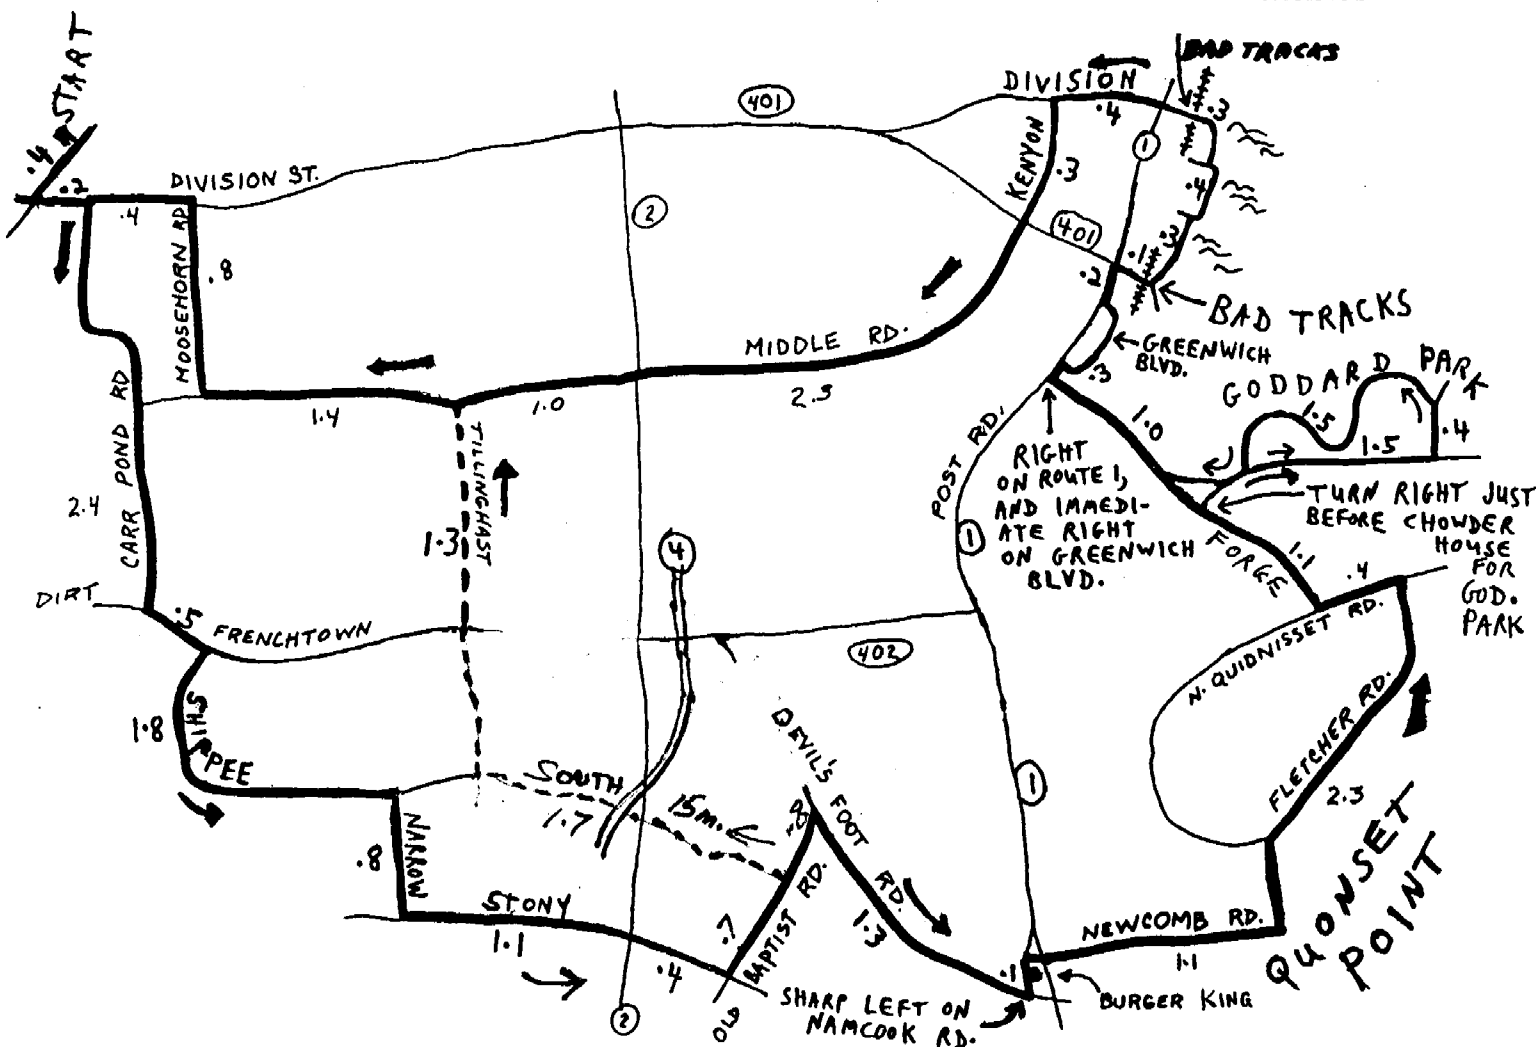 START
.4
.2
DIVISION ST.
.4
MOOSEHORN RD
.8
401
DIVISION
BAD TRACKS
.4
.3
1
KENYON
.3
.4
2
401
.3
.1
.2
BAD TRACKS
GREENWICH
BLVD.
.3
MIDDLE RD.
2.5
1.0
1.4
TILLINGHAST
1.3
CARR POND RD
2.4
DIRT
.5
FRENCHTOWN
GODDARD PARK
1.5
1.5
.4
1.0
POST RD.
1
RIGHT
ON ROUTE 1,
AND IMMEDI-
ATE RIGHT
ON GREENWICH
BLVD.
TURN RIGHT JUST
BEFORE CHOWDER
HOUSE
FOR
GOD.
PARK
FORGE
1.1
.4
4
402
N. QUIDNISSET RD.
FLETCHER RD.
2.3
1.8
SHIPPEE
NARROW
.8
SOUTH
1.7
15M.
DEVIL'S FOOT RD.
1.3
1
STONY
1.1
.4
.7
OLD BAPTIST RD.
2
NEWCOMB RD.
1.1
QUONSET
POINT
.1
BURGER KING
SHARP LEFT ON
NAMCOOK RD.